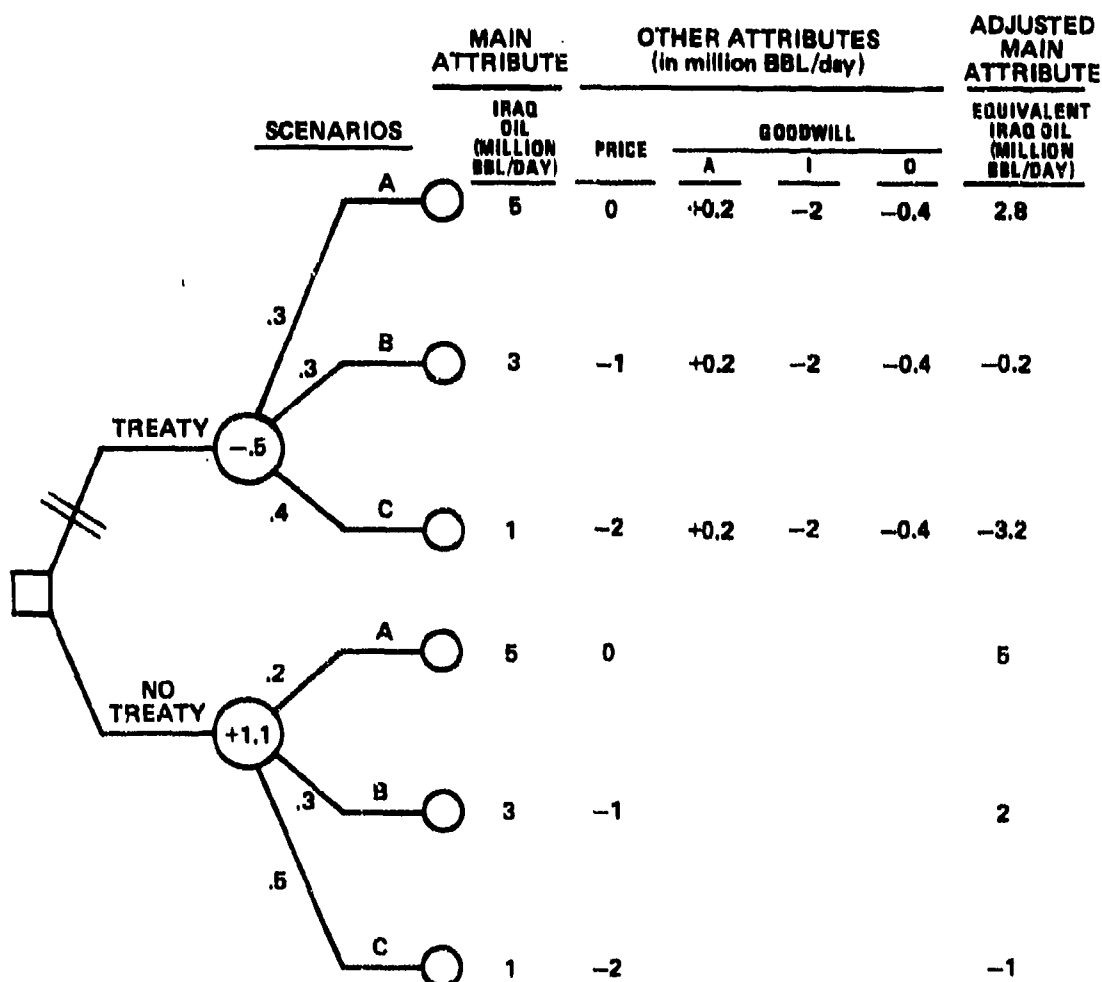 MAIN ATTRIBUTE
OTHER ATTRIBUTES
(in million BBL/day)
ADJUSTED MAIN ATTRIBUTE
SCENARIOS
IRAQ OIL (MILLION BBL/DAY)
PRICE
GOODWILL
A I O
EQUIVALENT IRAQ OIL (MILLION BBL/DAY)
A 5 0 +0.2 −2 −0.4 2.8
.3
.3 B 3 −1 +0.2 −2 −0.4 −0.2
TREATY −.5
.4 C 1 −2 +0.2 −2 −0.4 −3.2
A 5 0 5
.2
NO TREATY +1.1
.3 B 3 −1 2
.5
C 1 −2 −1